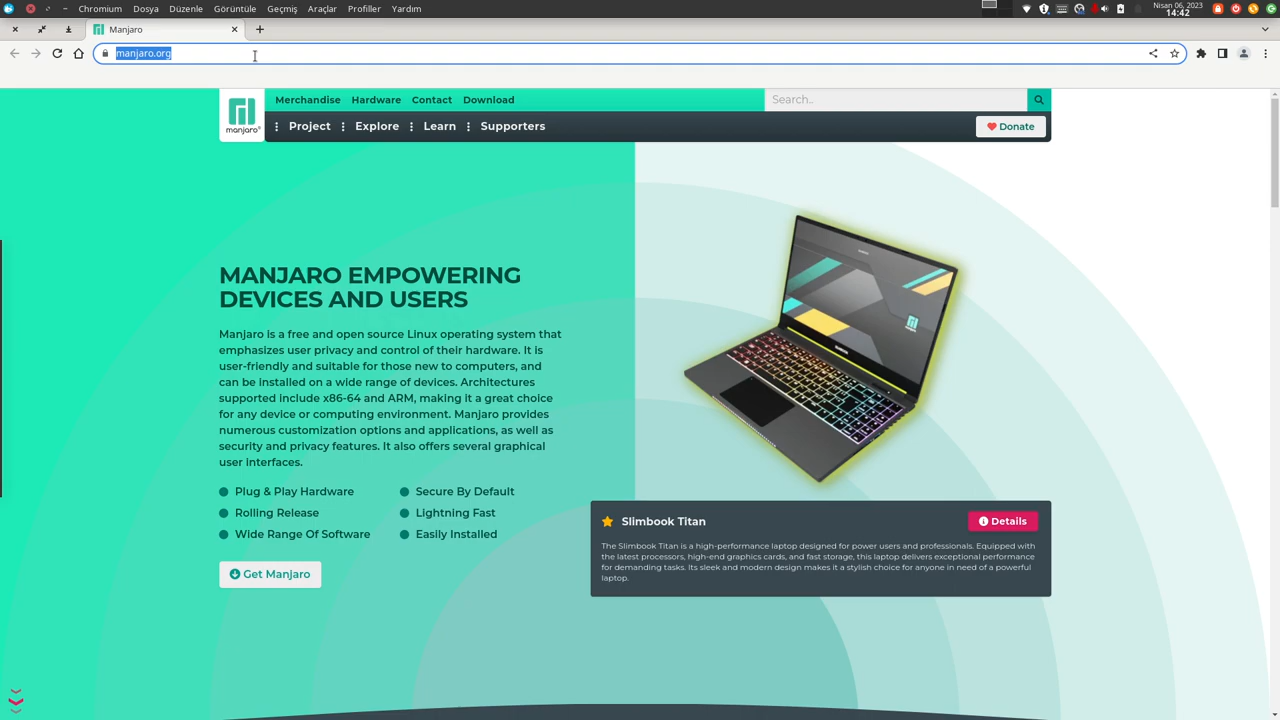 Chromium Dosya Düzenle Görünüm Geçmiş Araçlar Profiller Yardım
Nisan 06, 2023
14:42
Manjaro
manjaro.org
Merchandise Hardware Contact Download
Search..
manjaro
Project Explore Learn Supporters
Donate
MANJARO EMPOWERING
DEVICES AND USERS
Manjaro is a free and open source Linux operating system that
emphasizes user privacy and control of their hardware. It is
user-friendly and suitable for those new to computers, and
can be installed on a wide range of devices. Architectures
supported include x86-64 and ARM, making it a great choice
for any device or computing environment. Manjaro provides
numerous customization options and applications, as well as
security and privacy features. It also offers several graphical
user interfaces.
Plug & Play Hardware
Secure By Default
Rolling Release
Lightning Fast
Wide Range Of Software
Easily Installed
Get Manjaro
Slimbook Titan
Details
The Slimbook Titan is a high-performance laptop designed for power users and professionals. Equipped with
the latest processors, high-end graphics cards, and fast storage, this laptop delivers exceptional performance
for demanding tasks. Its sleek and modern design makes it a stylish choice for anyone in need of a powerful
laptop.